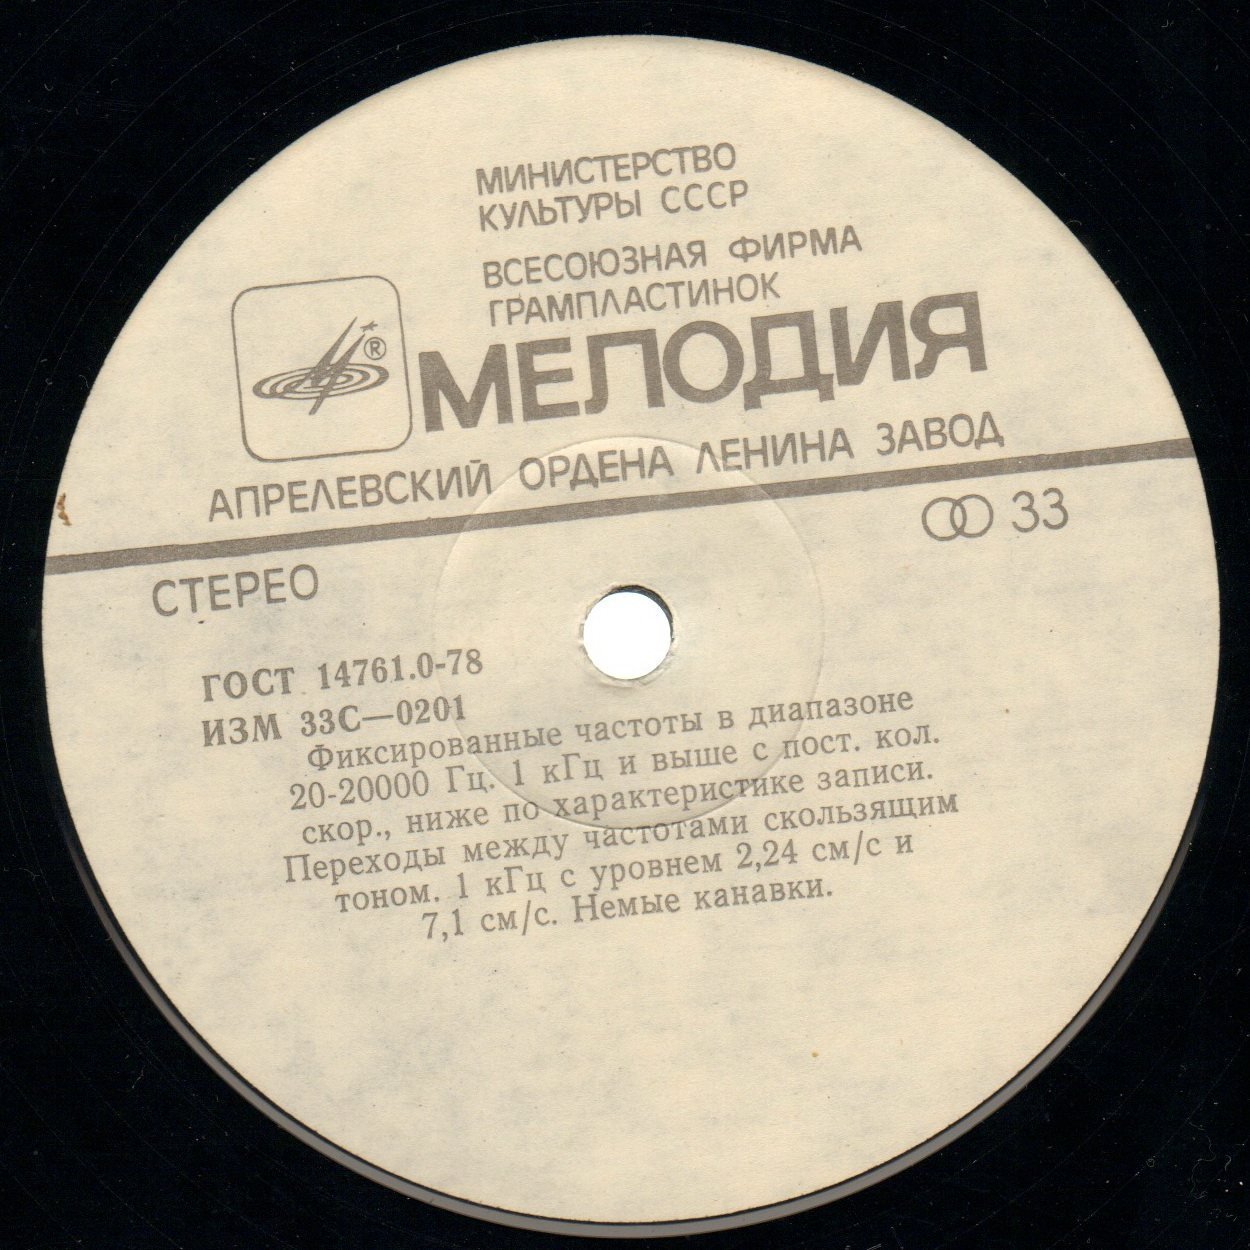 МИНИСТЕРСТВО
КУЛЬТУРЫ СССР
ВСЕСОЮЗНАЯ ФИРМА
ГРАМПЛАСТИНОК
®
МЕЛОДИЯ
АПРЕЛЕВСКИЙ ОРДЕНА ЛЕНИНА ЗАВОД
33
СТЕРЕО
ГОСТ 14761.0-78
ИЗМ 33С—0201
Фиксированные частоты в диапазоне
20-20000 Гц. 1 кГц и выше с пост. кол.
скор., ниже по характеристике записи.
Переходы между частотами скользящим
тоном. 1 кГц с уровнем 2,24 см/с и
7,1 см/с. Немые канавки.